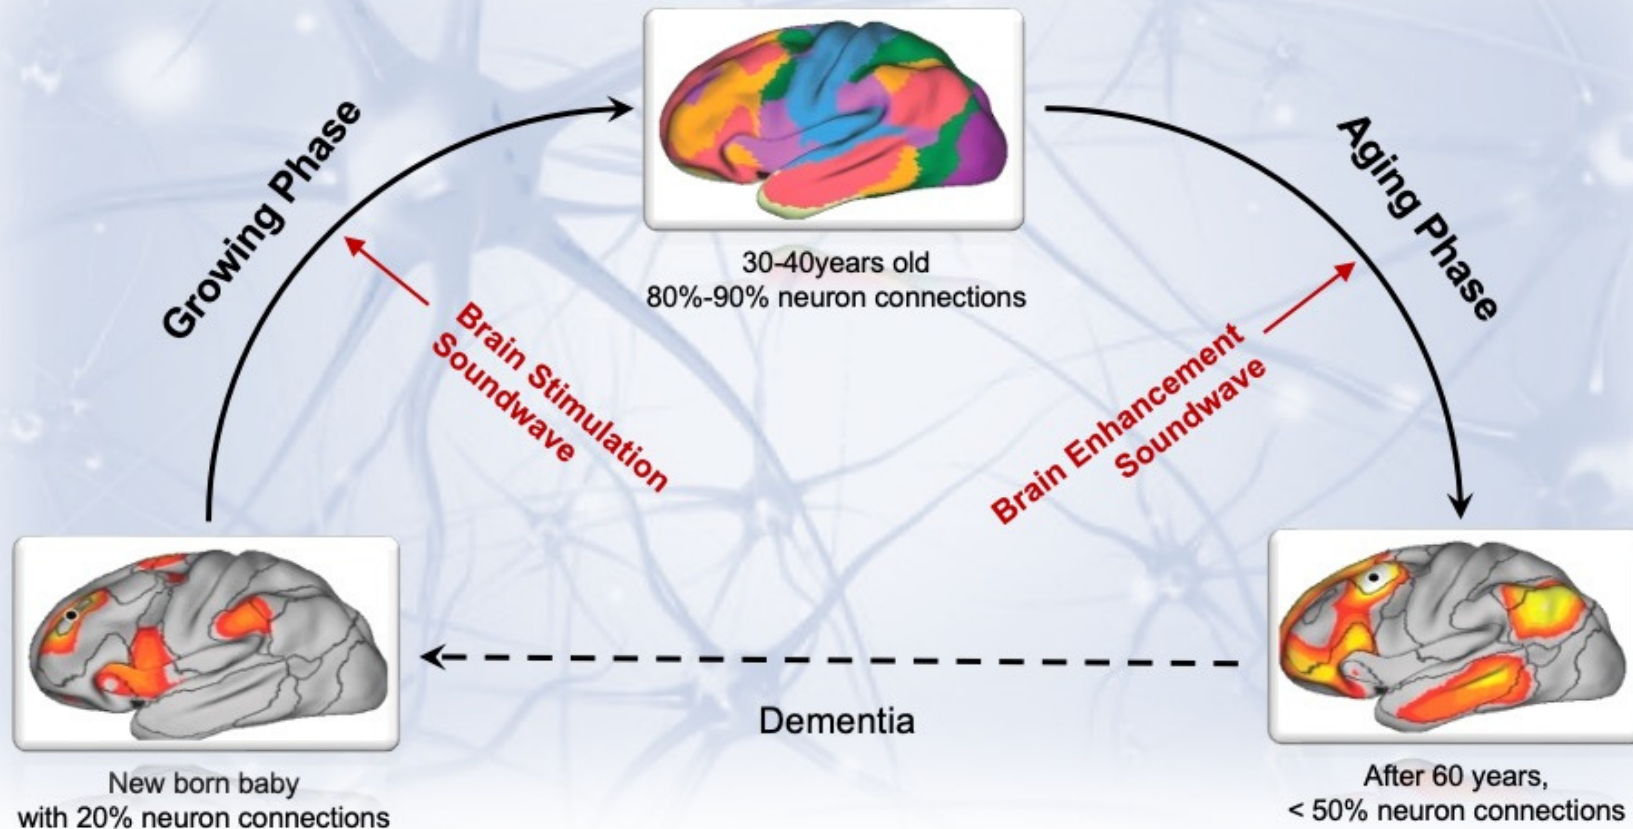 Growing Phase
Aging Phase
30-40years old
80%-90% neuron connections
Brain Stimulation
Soundwave
Brain Enhancement
Soundwave
Dementia
New born baby
with 20% neuron connections
After 60 years,
< 50% neuron connections